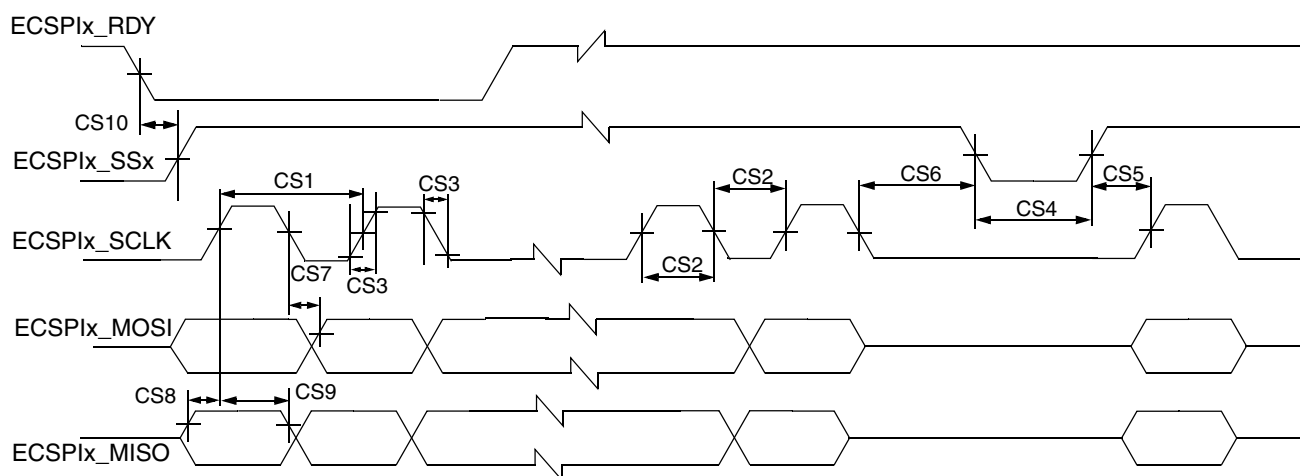 ECSPIx_RDY
CS10
ECSPIx_SSx
CS1
CS3
CS2
CS6
CS5
CS4
ECSPIx_SCLK
CS7
CS3
CS2
ECSPIx_MOSI
CS8
CS9
ECSPIx_MISO